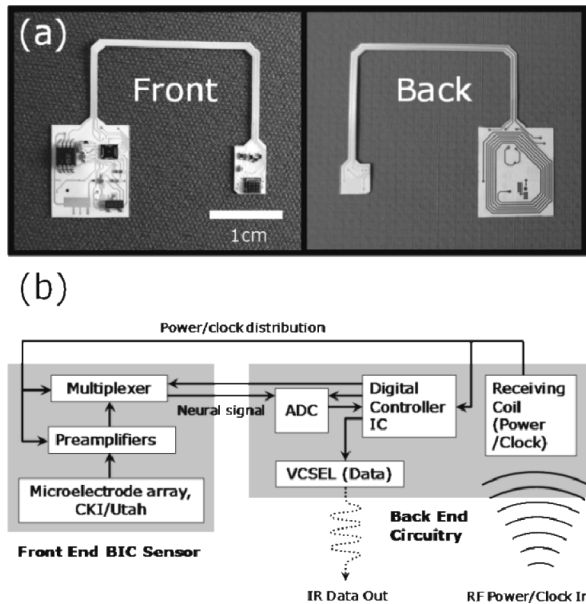 (a)
Front
Back
1cm
(b)
Power/clock distribution
Multiplexer
Neural signal
Preamplifiers
Microelectrode array,
CKI/Utah
Front End BIC Sensor
ADC
Digital
Controller
IC
Receiving
Coil
(Power
/Clock)
VCSEL (Data)
Back End
Circuitry
IR Data Out
RF Power/Clock In